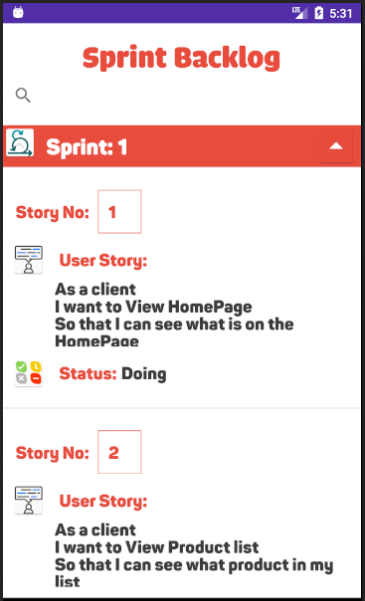 LTE 5:31
Sprint Backlog
Sprint: 1
Story No: 1
User Story:
As a client
I want to View HomePage
So that I can see what is on the
HomePage
Status: Doing
Story No: 2
User Story:
As a client
I want to View Product list
So that I can see what product in my
list